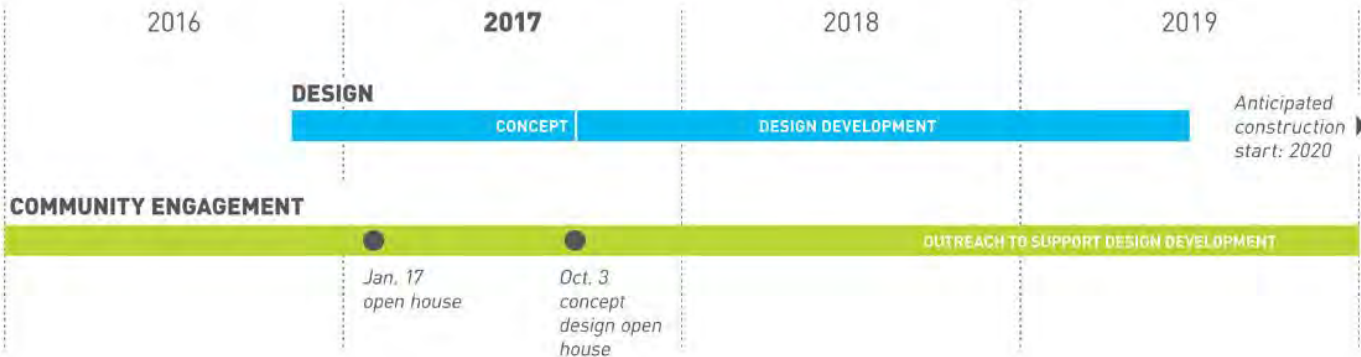 2016
2017
2018
2019
DESIGN
CONCEPT
DESIGN DEVELOPMENT
Anticipated
construction
start: 2020
COMMUNITY ENGAGEMENT
OUTREACH TO SUPPORT DESIGN DEVELOPMENT
Jan. 17
open house
Oct. 3
concept
design open
house